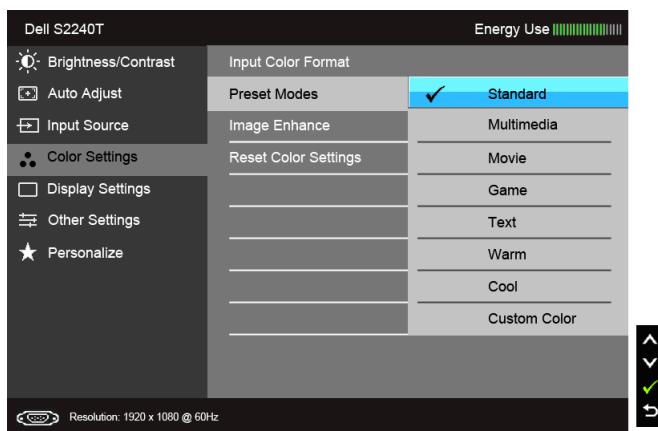 Dell S2240T
Energy Use
Brightness/Contrast
Auto Adjust
Input Source
Color Settings
Display Settings
Other Settings
Personalize
Input Color Format
Preset Modes
Image Enhance
Reset Color Settings
Standard
Multimedia
Movie
Game
Text
Warm
Cool
Custom Color
Resolution: 1920 x 1080 @ 60Hz